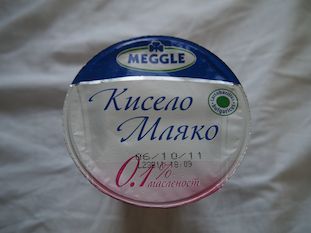 MEGGLE
Кисело
Мляко
06/10/11
0.1%
масленост